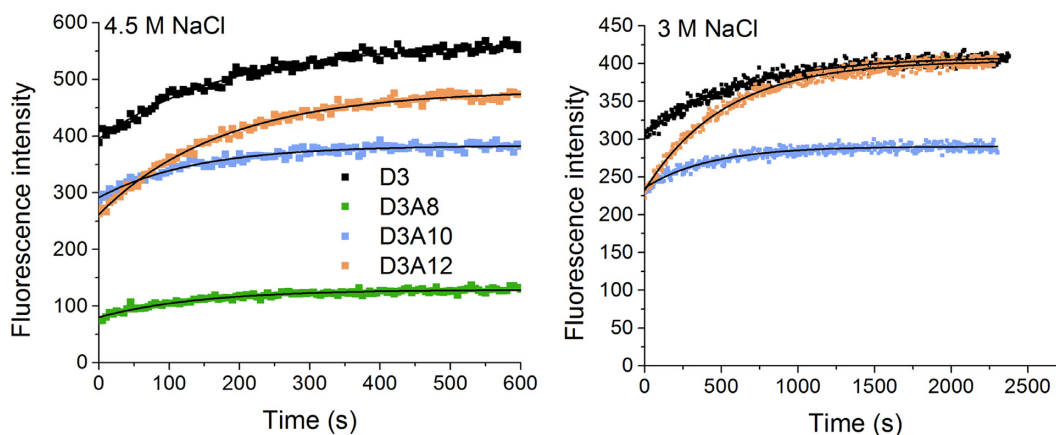 4.5 M NaCl
600
500
400
300
200
100
0
Fluorescence intensity
D3
D3A8
D3A10
D3A12
0 100 200 300 400 500 600
Time (s)
3 M NaCl
450
400
350
300
250
200
150
100
50
0
Fluorescence intensity
0 500 1000 1500 2000 2500
Time (s)